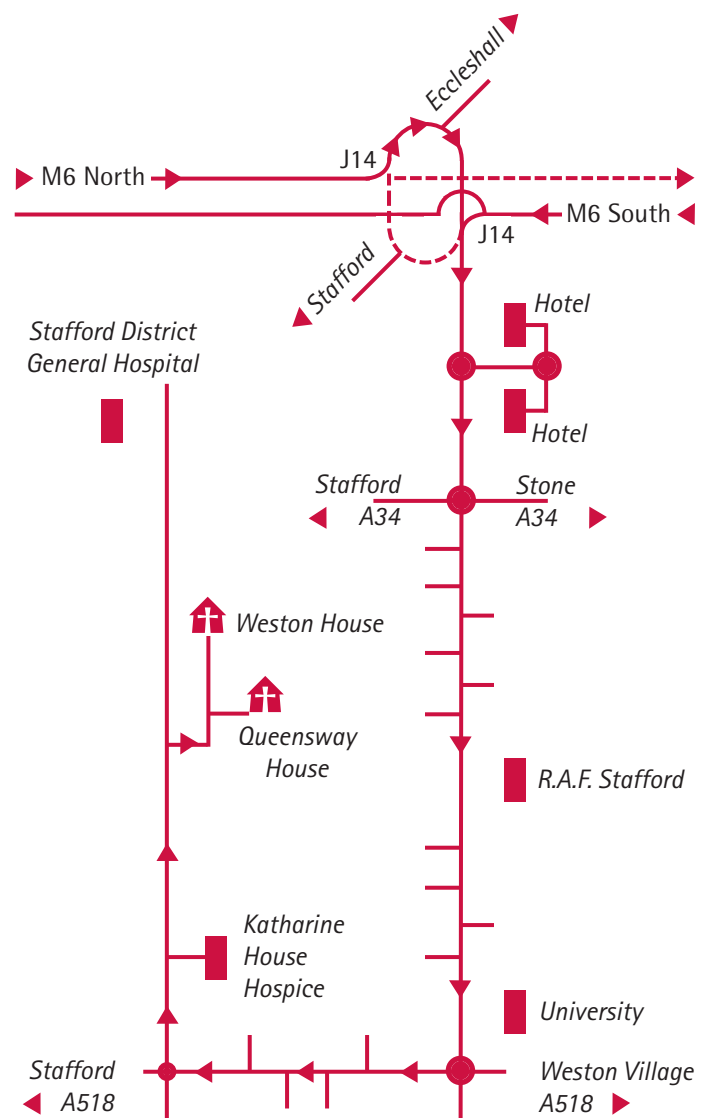 Eccleshall
J14
M6 North
M6 South
J14
Stafford
Hotel
Stafford District
General Hospital
Hotel
Stafford
A34
Stone
A34
Weston House
Queensway
House
R.A.F. Stafford
Katharine
House
Hospice
University
Stafford
A518
Weston Village
A518